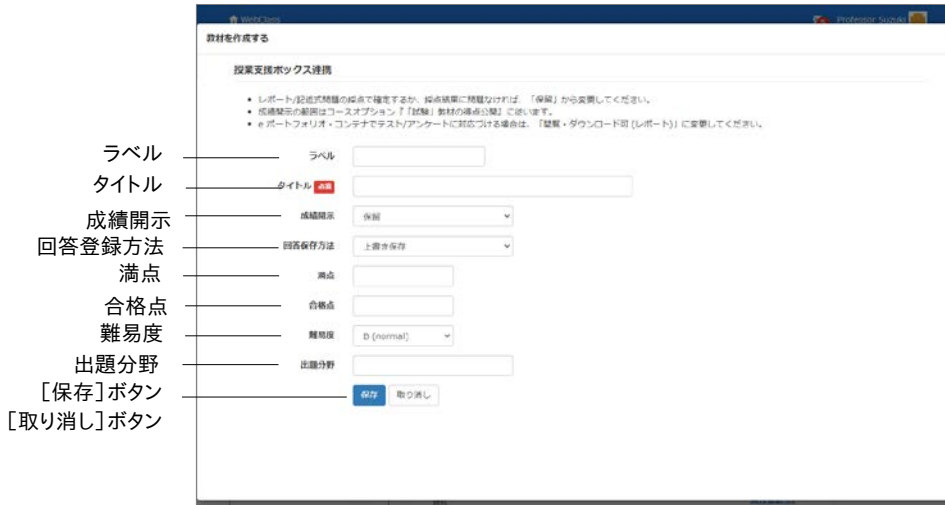 WebClass
Professor Suzuki
教材を作成する
授業支援ボックス連携
• レポート/記述式問題の採点で確定するか、採点結果に問題なければ、「保留」から変更してください。
• 成績開示の範囲はコースオプション『「試験」教材の得点公開』に従います。
• e ポートフォリオ・コンテナでテスト/アンケートに対応づける場合は、「閲覧・ダウンロード可 (レポート)」に変更してください。
ラベル ラベル
タイトル タイトル 必須
成績開示 成績開示 保留
回答登録方法 回答保存方法 上書き保存
満点 満点
合格点 合格点
難易度 難易度 D (normal)
出題分野 出題分野
[保存]ボタン 保存 取り消し
[取り消し]ボタン